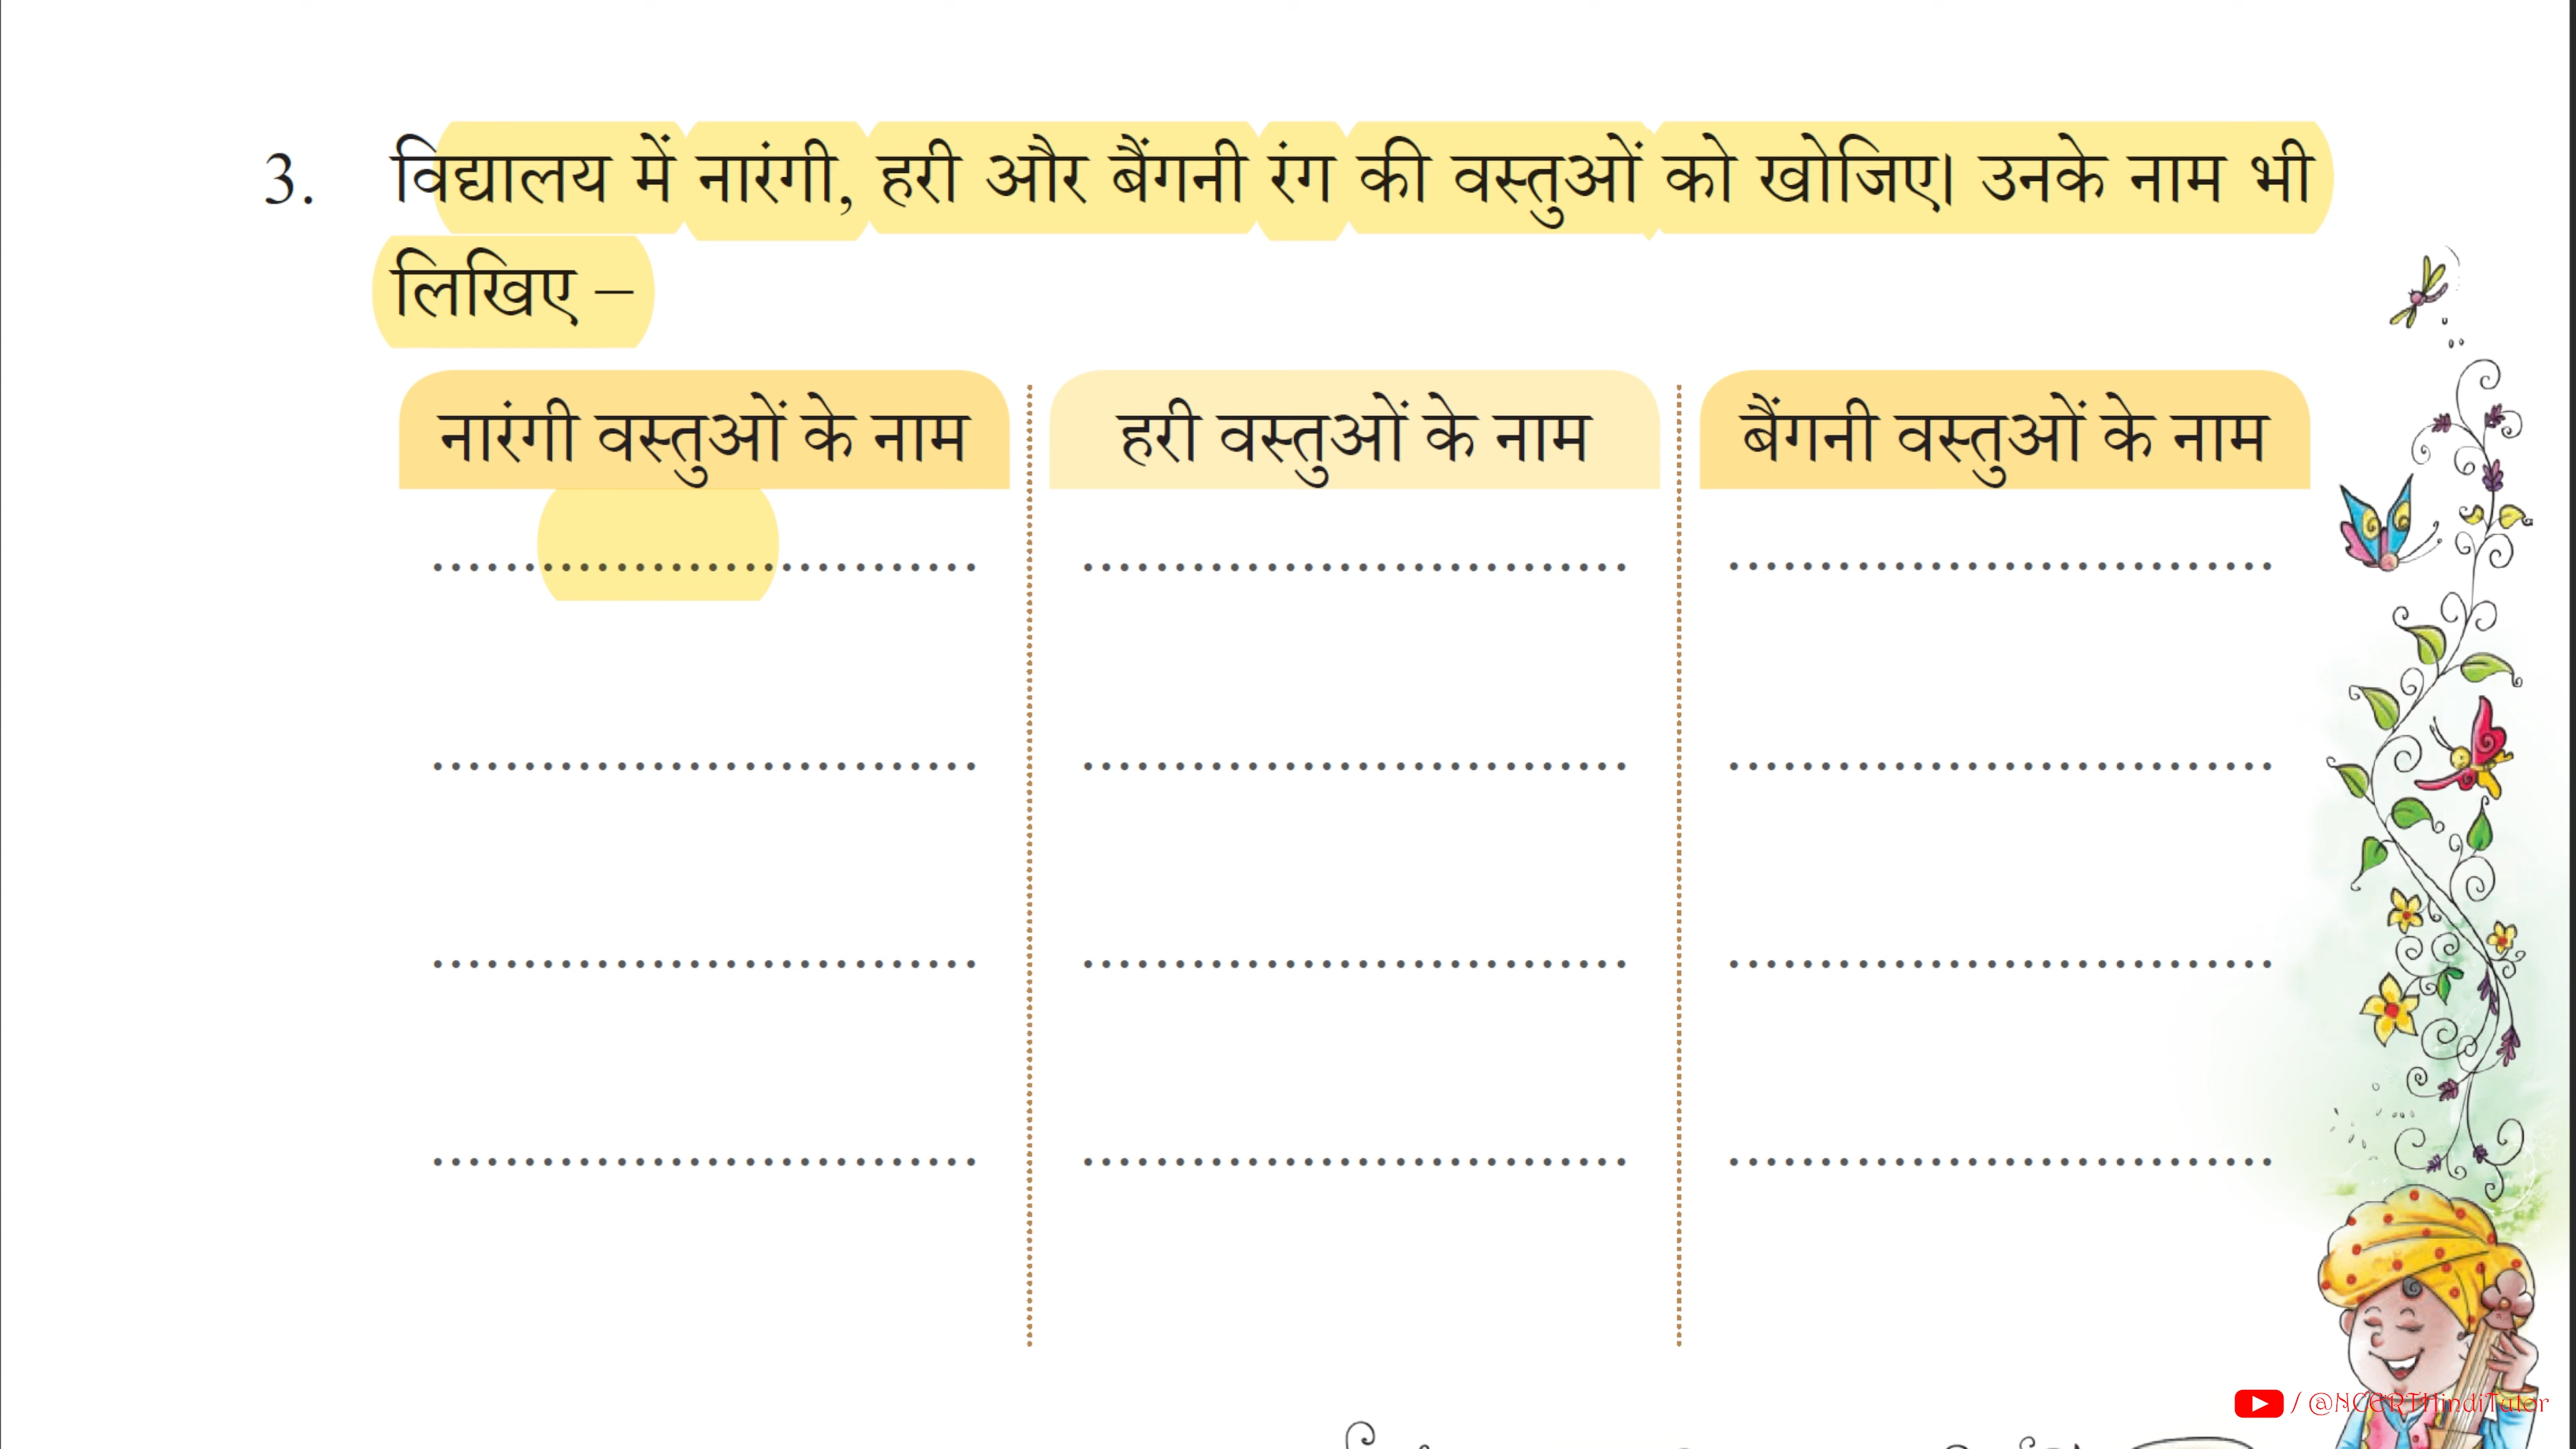 3. विद्यालय में नारंगी, हरी और बैंगनी रंग की वस्तुओं को खोजिए। उनके नाम भी
लिखिए –
नारंगी वस्तुओं के नाम
हरी वस्तुओं के नाम
बैंगनी वस्तुओं के नाम
/ @NCERTHindiTutor